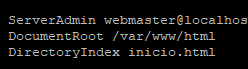 ServerAdmin webmaster@localhos
DocumentRoot /var/www/html
DirectoryIndex inicio.html